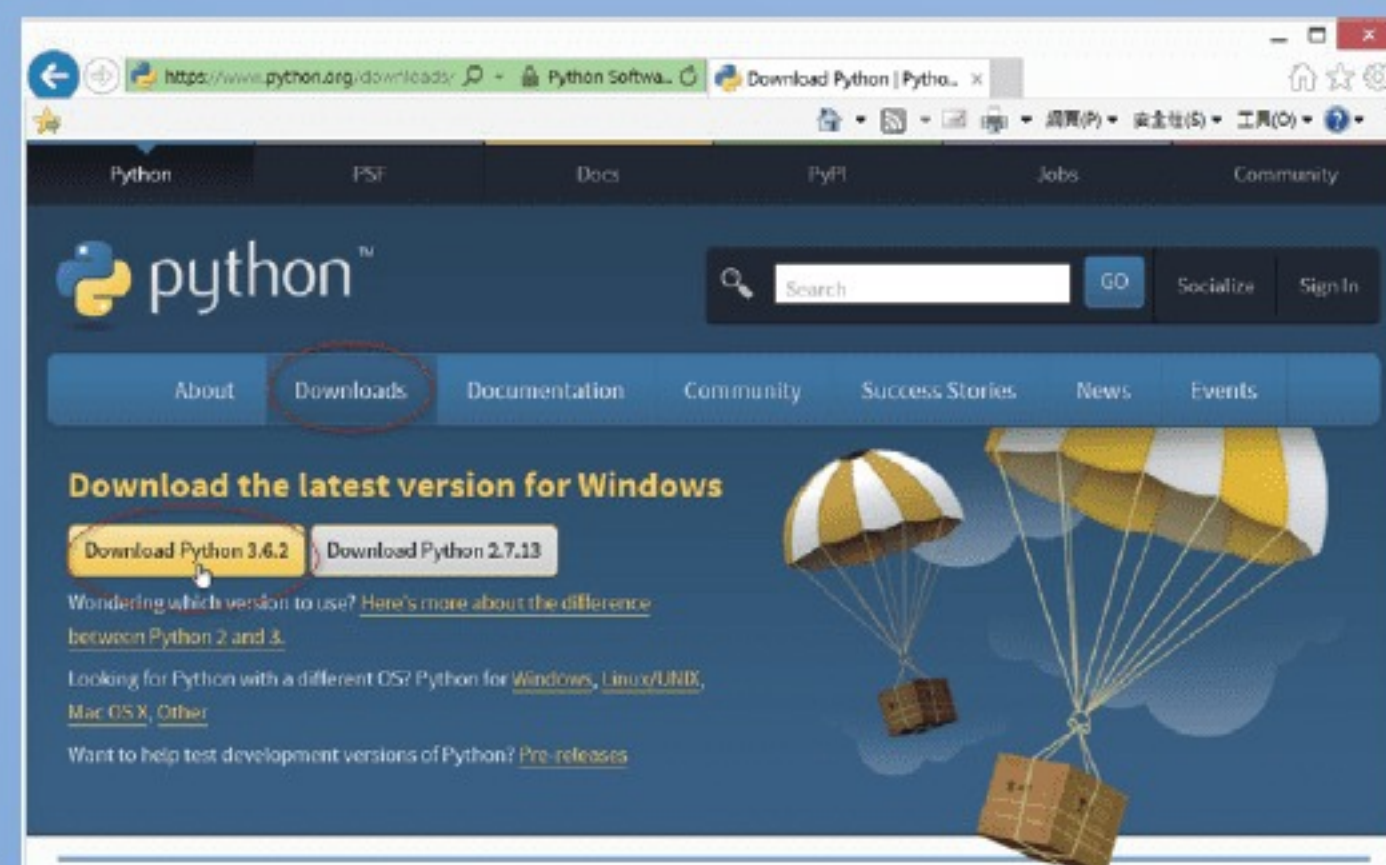 https://www.python.org/downloads/ Python Softwa... Download Python | Pytho...
網頁(P) 安全性(S) 工具(O)
Python PSF Docs PyPI Jobs Community
python™
Search GO Socialize Sign In
About Downloads Documentation Community Success Stories News Events
Download the latest version for Windows
Download Python 3.6.2 Download Python 2.7.13
Wondering which version to use? Here's more about the difference
between Python 2 and 3.
Looking for Python with a different OS? Python for Windows, Linux/UNIX,
Mac OS X, Other
Want to help test development versions of Python? Pre-releases